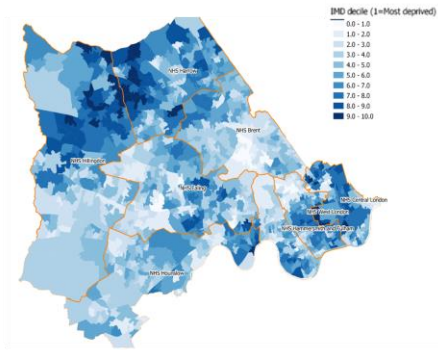 IMD decile (1=Most deprived)
0.0 - 1.0
1.0 - 2.0
2.0 - 3.0
3.0 - 4.0
4.0 - 5.0
5.0 - 6.0
6.0 - 7.0
7.0 - 8.0
8.0 - 9.0
9.0 - 10.0
NHS Harrow
NHS Brent
NHS Hillingdon
NHS Ealing
NHS Central London
NHS West London
NHS Hammersmith and Fulham
NHS Hounslow